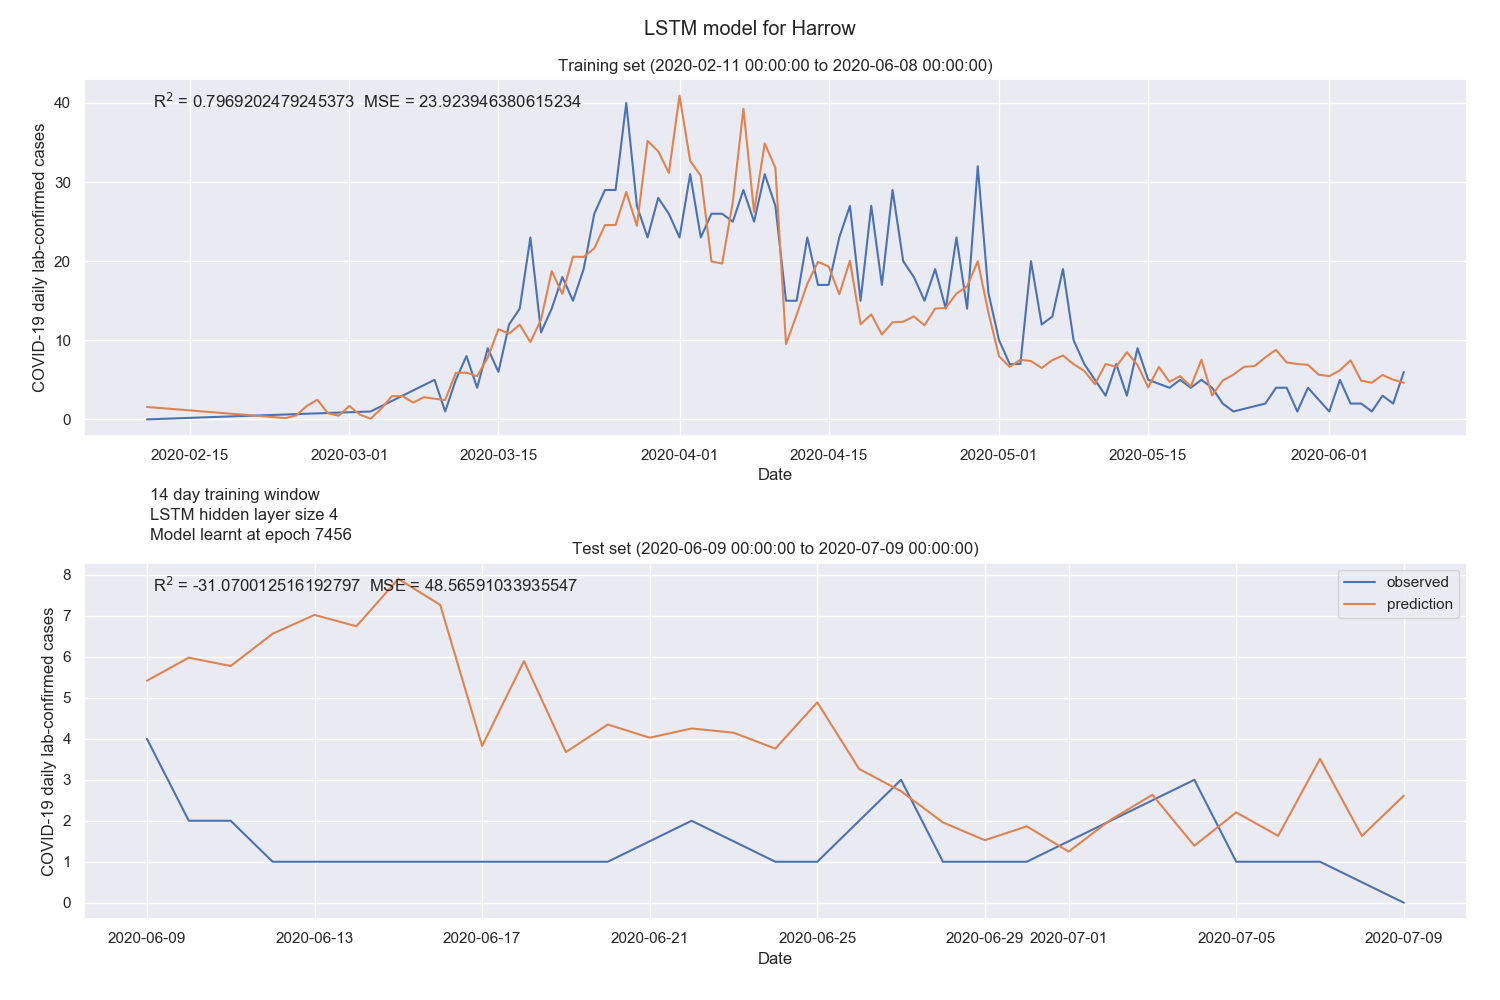 LSTM model for Harrow
Training set (2020-02-11 00:00:00 to 2020-06-08 00:00:00)
R² = 0.7969202479245373  MSE = 23.923946380615234
COVID-19 daily lab-confirmed cases
40
30
20
10
0
2020-02-15 2020-03-01 2020-03-15 2020-04-01 2020-04-15 2020-05-01 2020-05-15 2020-06-01
Date
14 day training window
LSTM hidden layer size 4
Model learnt at epoch 7456
Test set (2020-06-09 00:00:00 to 2020-07-09 00:00:00)
R² = -31.070012516192797  MSE = 48.56591033935547
observed
prediction
COVID-19 daily lab-confirmed cases
8
7
6
5
4
3
2
1
0
2020-06-09 2020-06-13 2020-06-17 2020-06-21 2020-06-25 2020-06-29 2020-07-01 2020-07-05 2020-07-09
Date